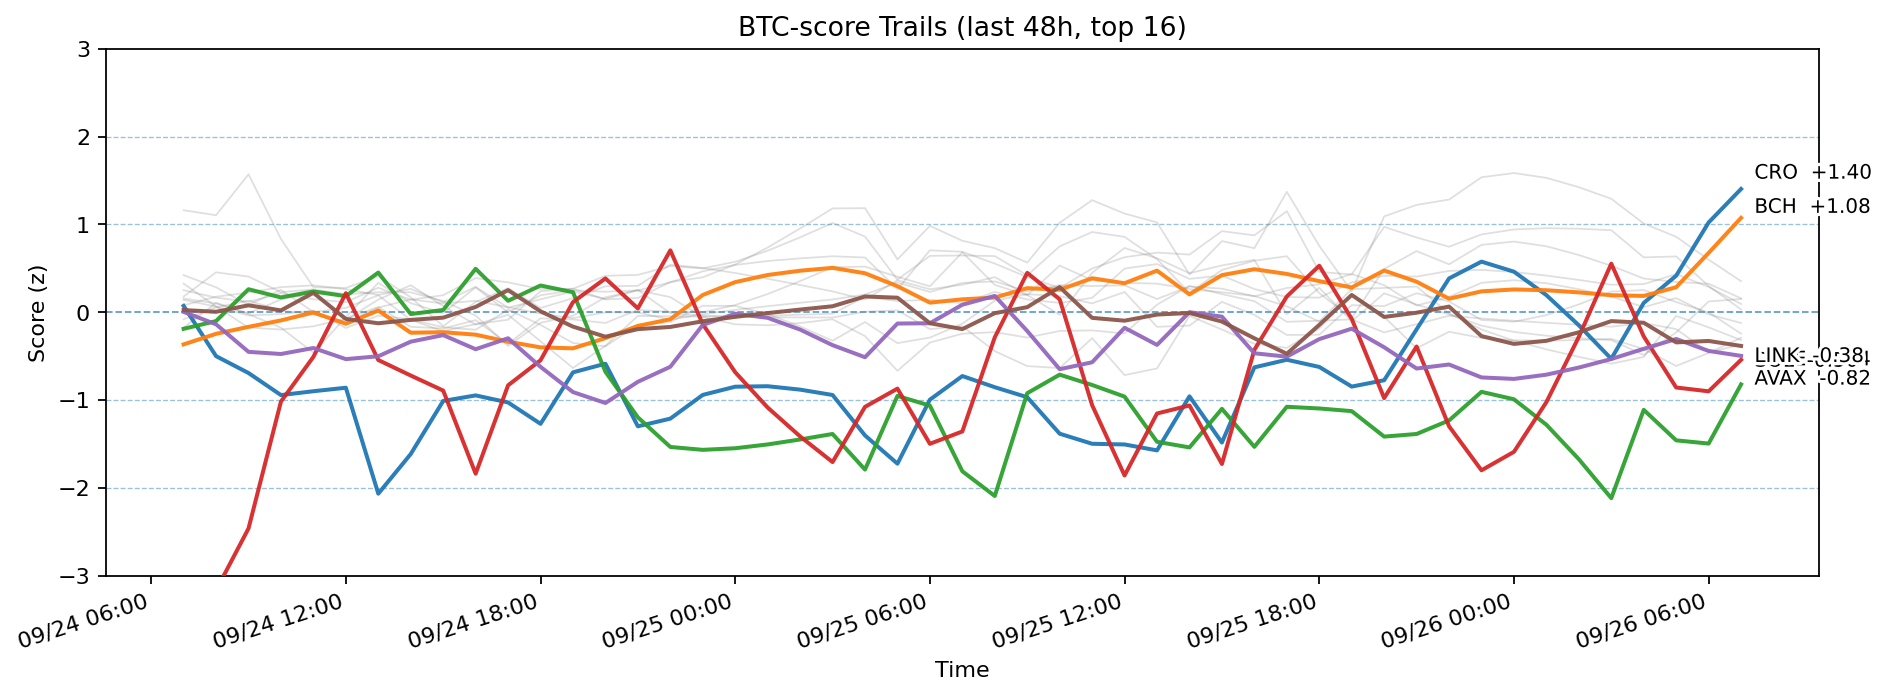 BTC-score Trails (last 48h, top 16)
3
2
1
0
−1
−2
−3
Score (z)
CRO +1.40
BCH +1.08
LINK -0.38
AVAX -0.82
09/24 06:00
09/24 12:00
09/24 18:00
09/25 00:00
09/25 06:00
09/25 12:00
09/25 18:00
09/26 00:00
09/26 06:00
Time